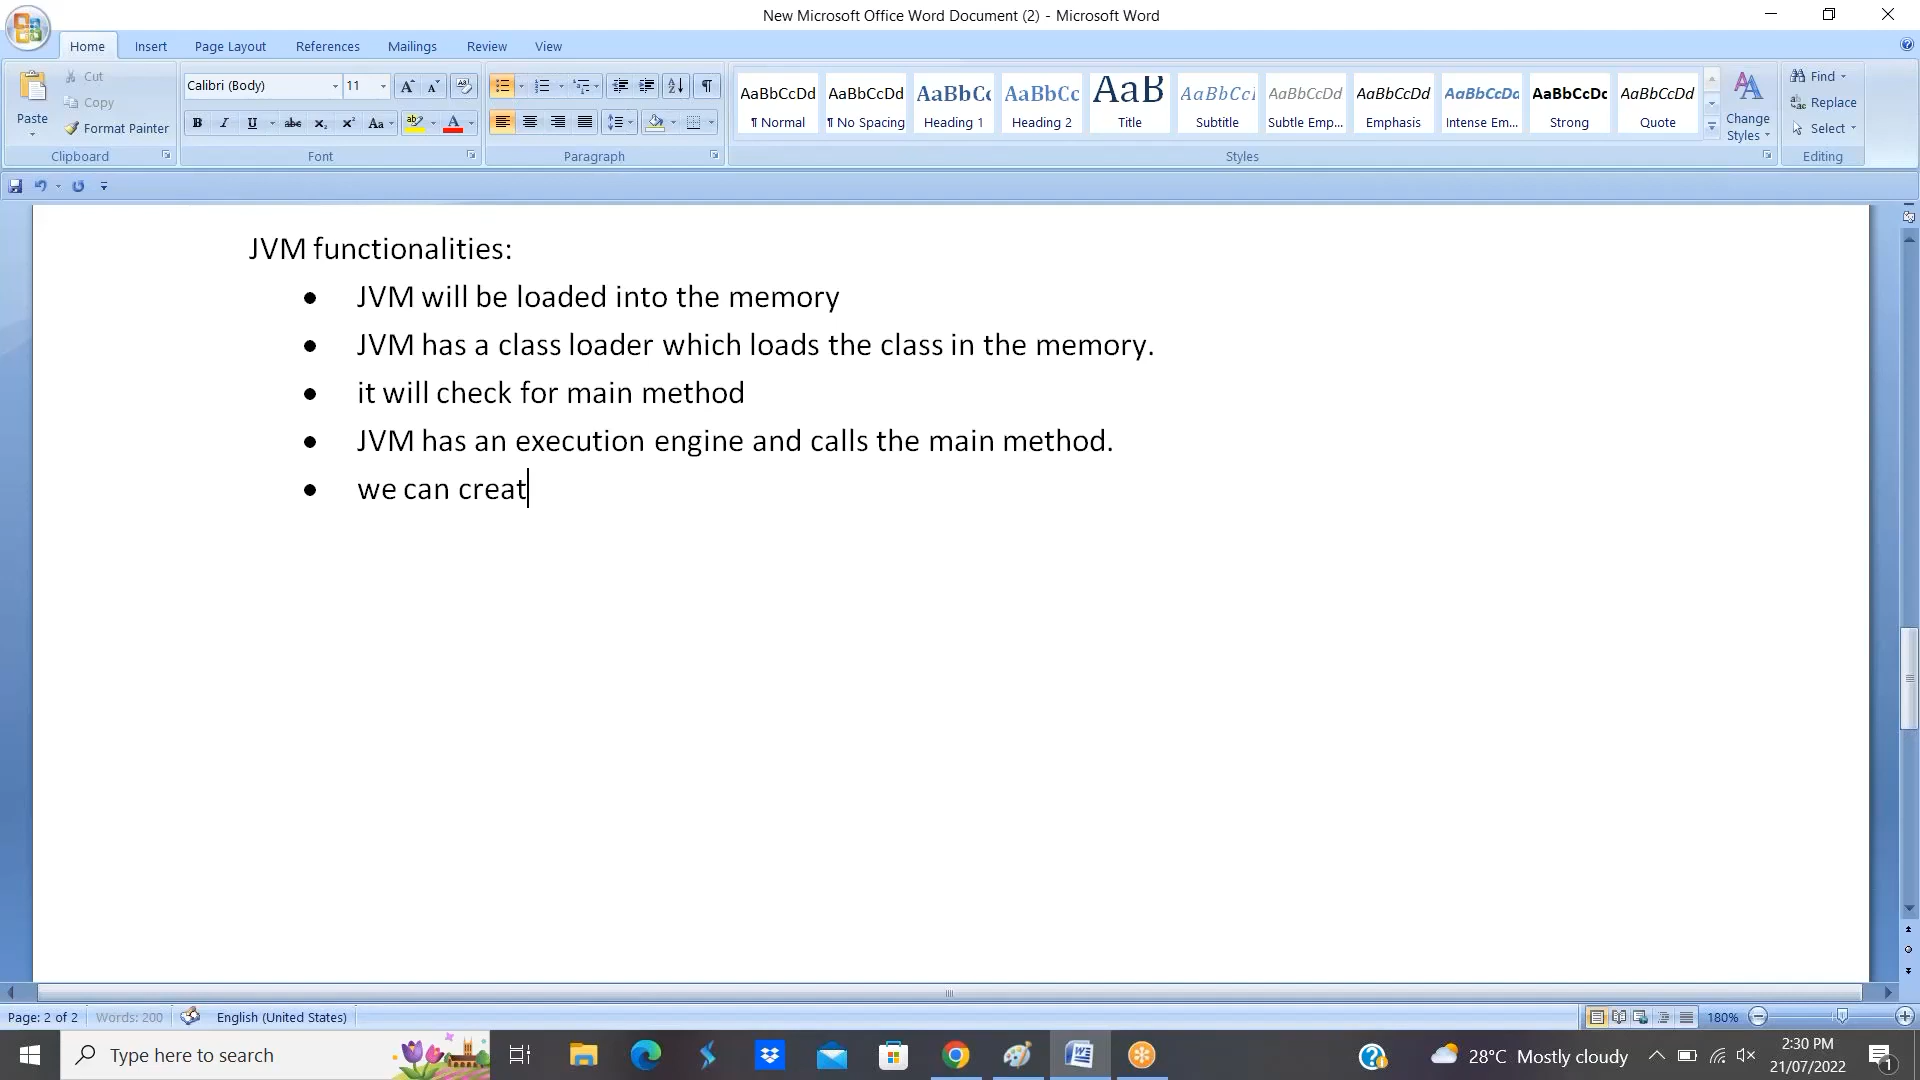 New Microsoft Office Word Document (2) - Microsoft Word
Home Insert Page Layout References Mailings Review View
Paste
Cut
Copy
Format Painter
Clipboard
Calibri (Body) 11
B I U abc x₂ x² Aa ab A
Font
Paragraph
AaBbCcDd AaBbCcDd AaBbCc AaBbCc AaB AaBbCcI AaBbCcDd AaBbCcDd AaBbCcDd AaBbCcDc AaBbCcDd
¶ Normal ¶ No Spacing Heading 1 Heading 2 Title Subtitle Subtle Emp... Emphasis Intense Em... Strong Quote
Change Styles
Styles
Find
Replace
Select
Editing
JVM functionalities:
• JVM will be loaded into the memory
• JVM has a class loader which loads the class in the memory.
• it will check for main method
• JVM has an execution engine and calls the main method.
• we can creat
Page: 2 of 2 Words: 200 English (United States) 180%
Type here to search 28°C Mostly cloudy 2:30 PM
21/07/2022 1